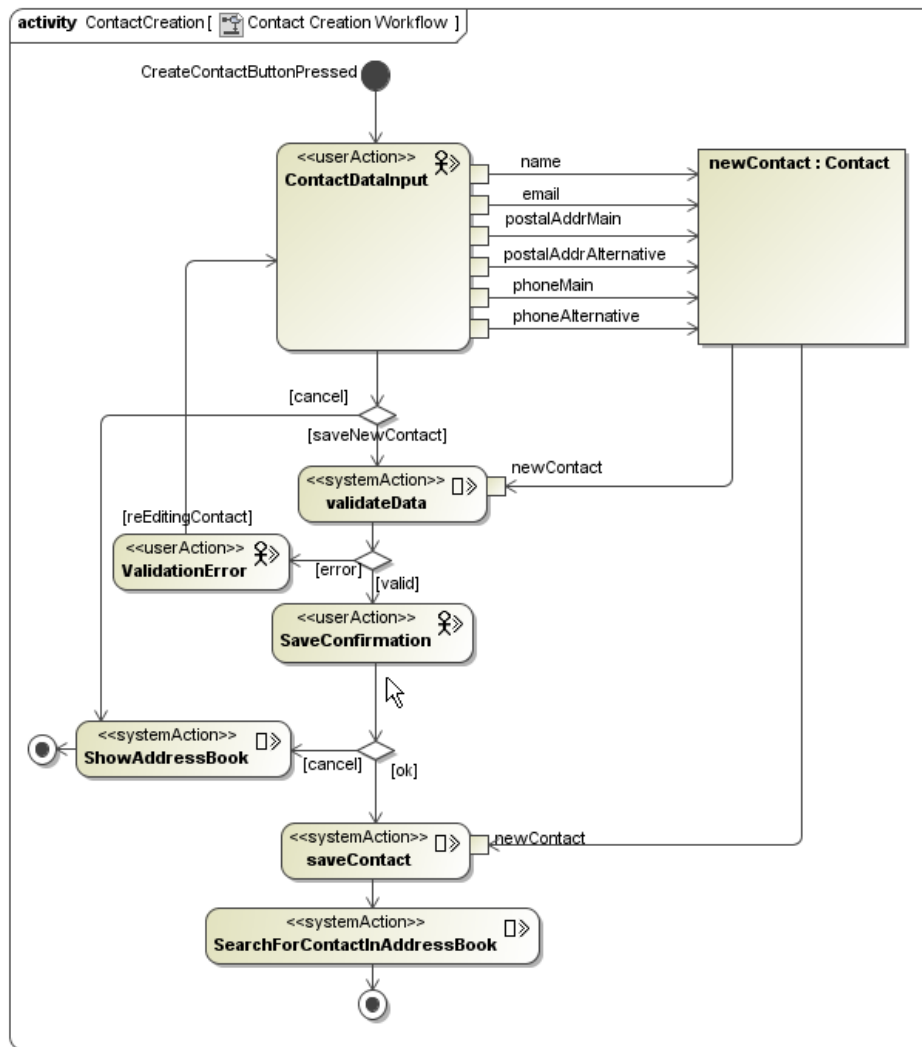 activity ContactCreation [ Contact Creation Workflow ]
CreateContactButtonPressed
<<userAction>>
ContactDataInput
name
email
postalAddrMain
postalAddrAlternative
phoneMain
phoneAlternative
newContact : Contact
[cancel]
[saveNewContact]
<<systemAction>>
validateData
newContact
[reEditingContact]
<<userAction>>
ValidationError
[error]
[valid]
<<userAction>>
SaveConfirmation
<<systemAction>>
ShowAddressBook
[cancel]
[ok]
<<systemAction>>
saveContact
newContact
<<systemAction>>
SearchForContactInAddressBook